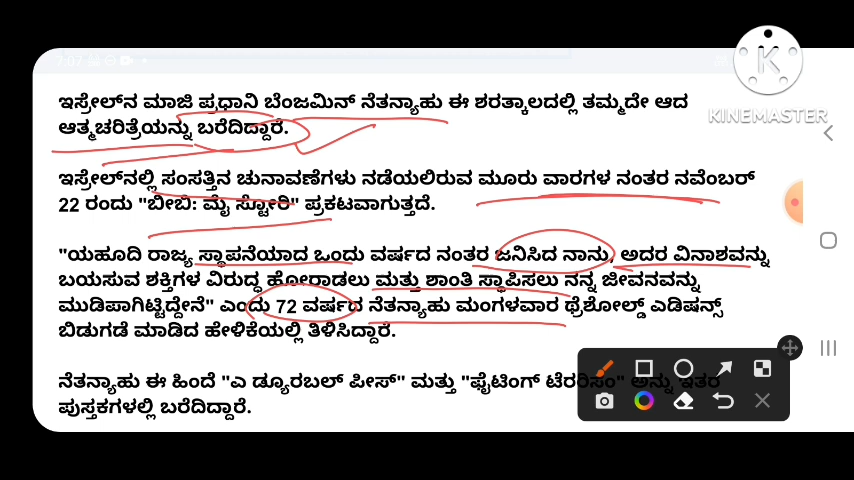 7:07
KINEMASTER
ಇಸ್ರೇಲ್‌ನ ಮಾಜಿ ಪ್ರಧಾನಿ ಬೆಂಜಮಿನ್ ನೆತನ್ಯಾಹು ಈ ಶರತ್ಕಾಲದಲ್ಲಿ ತಮ್ಮದೇ ಆದ
ಆತ್ಮಚರಿತ್ರೆಯನ್ನು ಬರೆದಿದ್ದಾರೆ.
ಇಸ್ರೇಲ್‌ನಲ್ಲಿ ಸಂಸತ್ತಿನ ಚುನಾವಣೆಗಳು ನಡೆಯಲಿರುವ ಮೂರು ವಾರಗಳ ನಂತರ ನವೆಂಬರ್
22 ರಂದು "ಬೀಬಿ: ಮೈ ಸ್ಟೋರಿ" ಪ್ರಕಟವಾಗುತ್ತದೆ.
"ಯಹೂದಿ ರಾಜ್ಯ ಸ್ಥಾಪನೆಯಾದ ಒಂದು ವರ್ಷದ ನಂತರ ಜನಿಸಿದ ನಾನು, ಅದರ ವಿನಾಶವನ್ನು
ಬಯಸುವ ಶಕ್ತಿಗಳ ವಿರುದ್ಧ ಹೋರಾಡಲು ಮತ್ತು ಶಾಂತಿ ಸ್ಥಾಪಿಸಲು ನನ್ನ ಜೀವನವನ್ನು
ಮುಡಿಪಾಗಿಟ್ಟಿದ್ದೇನೆ" ಎಂದು 72 ವರ್ಷದ ನೆತನ್ಯಾಹು ಮಂಗಳವಾರ ಥ್ರೆಶೋಲ್ಡ್ ಎಡಿಷನ್ಸ್
ಬಿಡುಗಡೆ ಮಾಡಿದ ಹೇಳಿಕೆಯಲ್ಲಿ ತಿಳಿಸಿದ್ದಾರೆ.
ನೆತನ್ಯಾಹು ಈ ಹಿಂದೆ "ಎ ಡ್ಯೂರಬಲ್ ಪೀಸ್" ಮತ್ತು "ಫೈಟಿಂಗ್ ಟೆರರಿಸಂ" ಅನ್ನು ಇತರ
ಪುಸ್ತಕಗಳಲ್ಲಿ ಬರೆದಿದ್ದಾರೆ.